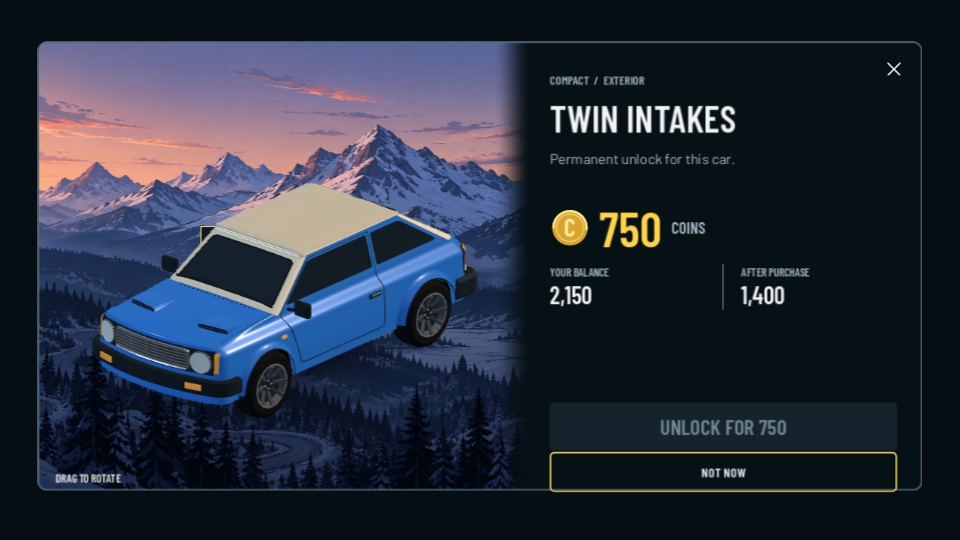 COMPACT / EXTERIOR
TWIN INTAKES
Permanent unlock for this car.
C 750 COINS
YOUR BALANCE
2,150
AFTER PURCHASE
1,400
UNLOCK FOR 750
NOT NOW
DRAG TO ROTATE